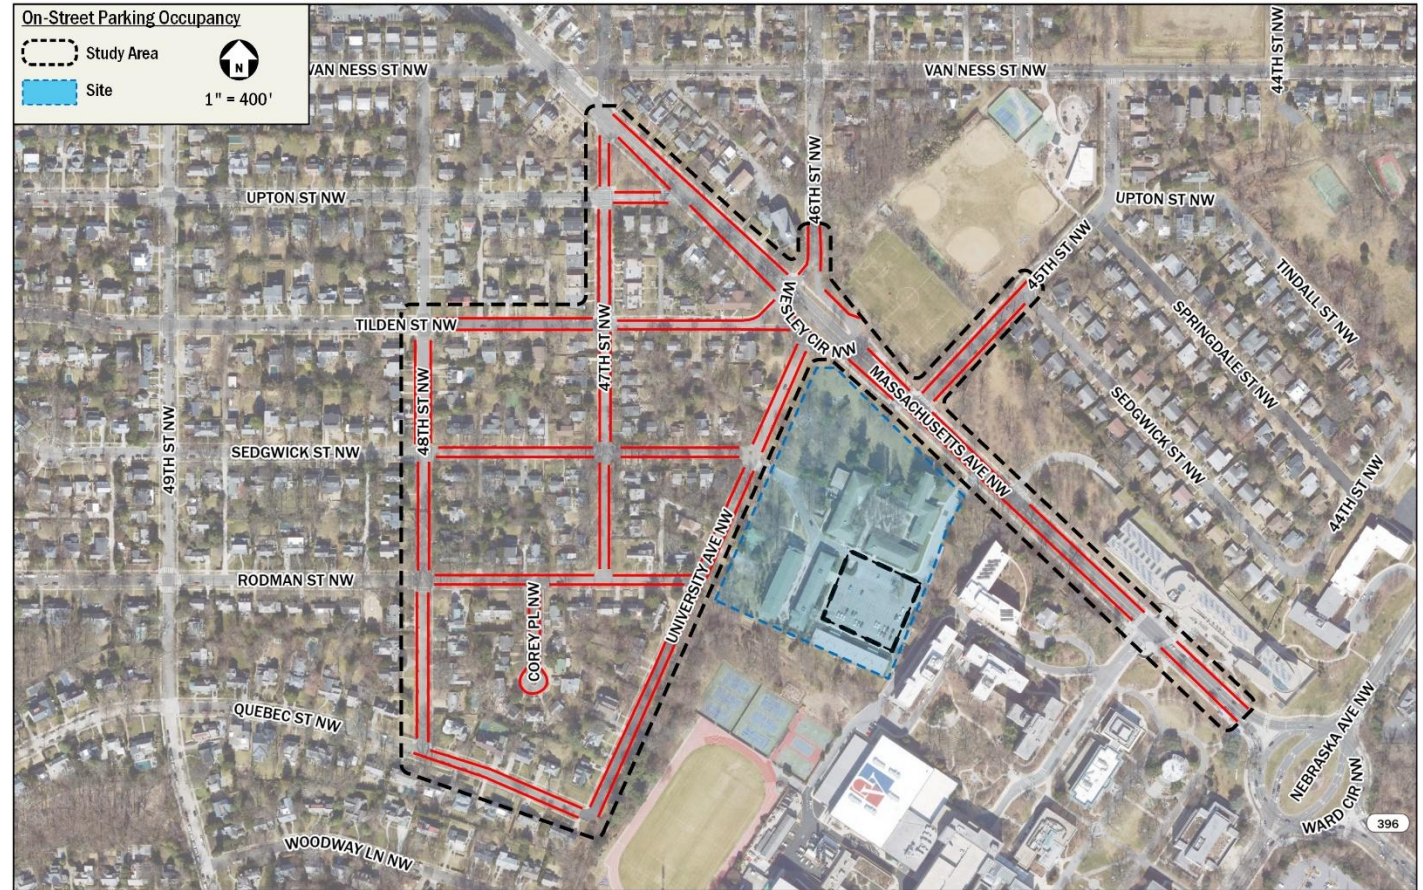 On-Street Parking Occupancy
Study Area
Site
N
1" = 400'
VAN NESS ST NW
VAN NESS ST NW
44TH ST NW
46TH ST NW
UPTON ST NW
UPTON ST NW
45TH ST NW
TINDALL ST NW
WESLEY CIR NW
TILDEN ST NW
47TH ST NW
SPRINGDALE ST NW
48TH ST NW
MASSACHUSETTS AVE NW
SEDGWICK ST NW
49TH ST NW
SEDGWICK ST NW
44TH ST NW
UNIVERSITY AVE NW
RODMAN ST NW
COREY PL NW
QUEBEC ST NW
NEBRASKA AVE NW
WARD CIR NW
396
WOODWAY LN NW